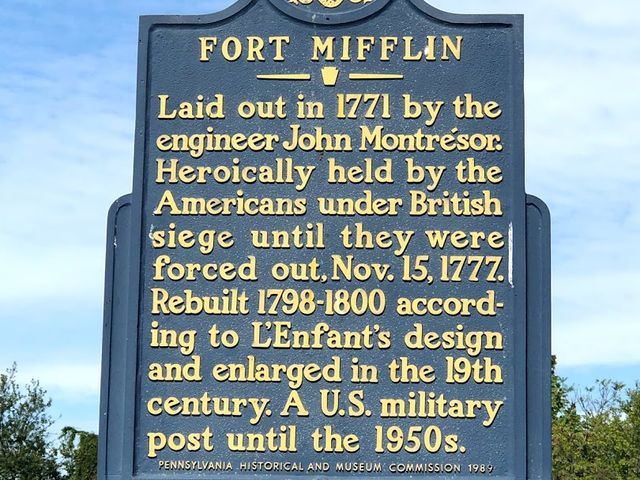 FORT MIFFLIN
Laid out in 1771 by the
engineer John Montrésor.
Heroically held by the
Americans under British
siege until they were
forced out, Nov. 15, 1777.
Rebuilt 1798-1800 accord-
ing to L'Enfant's design
and enlarged in the 19th
century. A U.S. military
post until the 1950s.
PENNSYLVANIA HISTORICAL AND MUSEUM COMMISSION 1989